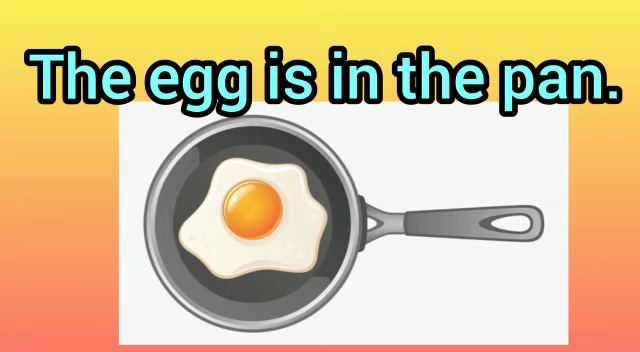 The egg is in the pan.